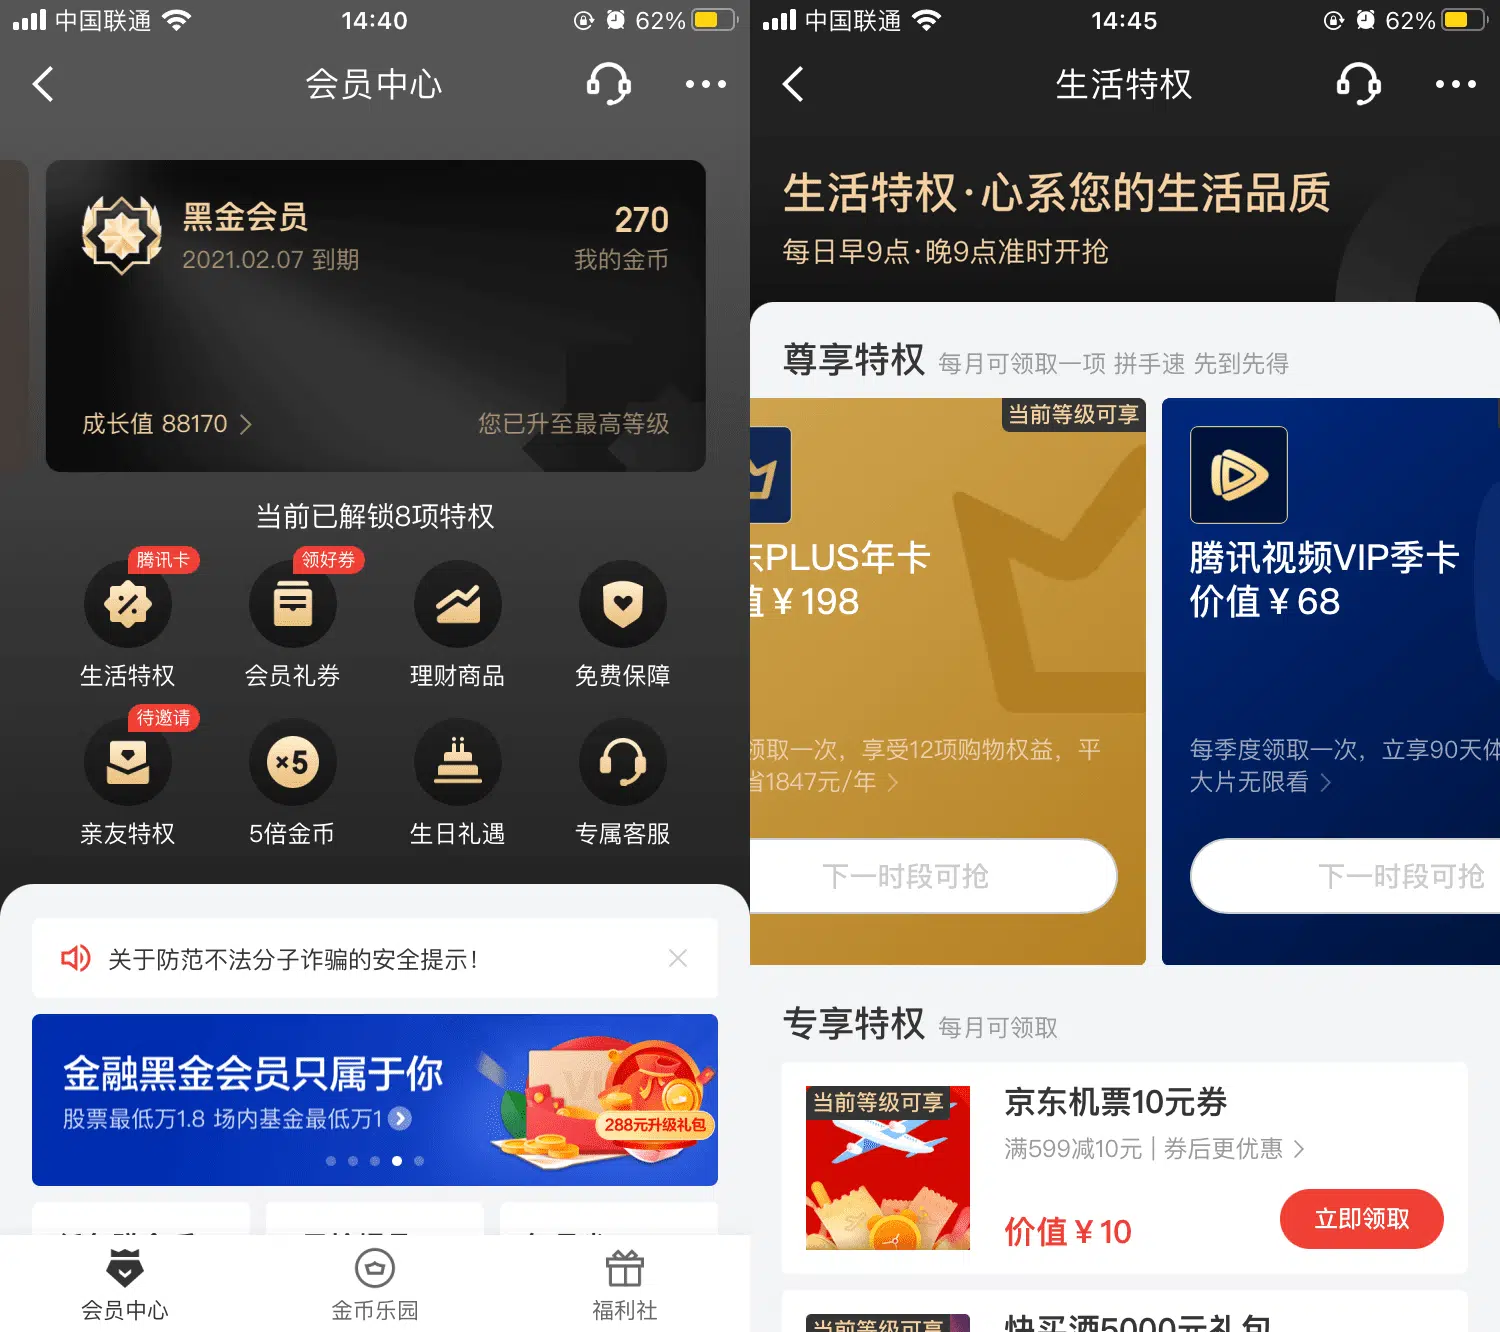 中国联通
14:40
62%
会员中心
黑金会员
270
2021.02.07 到期
我的金币
成长值 88170
您已升至最高等级
当前已解锁8项特权
腾讯卡
领好券
生活特权
会员礼券
理财商品
免费保障
待邀请
×5
亲友特权
5倍金币
生日礼遇
专属客服
关于防范不法分子诈骗的安全提示！
金融黑金会员只属于你
股票最低万1.8 场内基金最低万1
288元升级礼包
会员中心
金币乐园
福利社
中国联通
14:45
62%
生活特权
生活特权·心系您的生活品质
每日早9点·晚9点准时开抢
尊享特权 每月可领取一项 拼手速 先到先得
当前等级可享
东PLUS年卡
值￥198
领取一次，享受12项购物权益，平
省1847元/年
下一时段可抢
腾讯视频VIP季卡
价值￥68
每季度领取一次，立享90天体
大片无限看
下一时段可抢
专享特权 每月可领取
当前等级可享
京东机票10元券
满599减10元 | 券后更优惠
价值￥10
立即领取
当前等级可享
快买酒5000元礼包